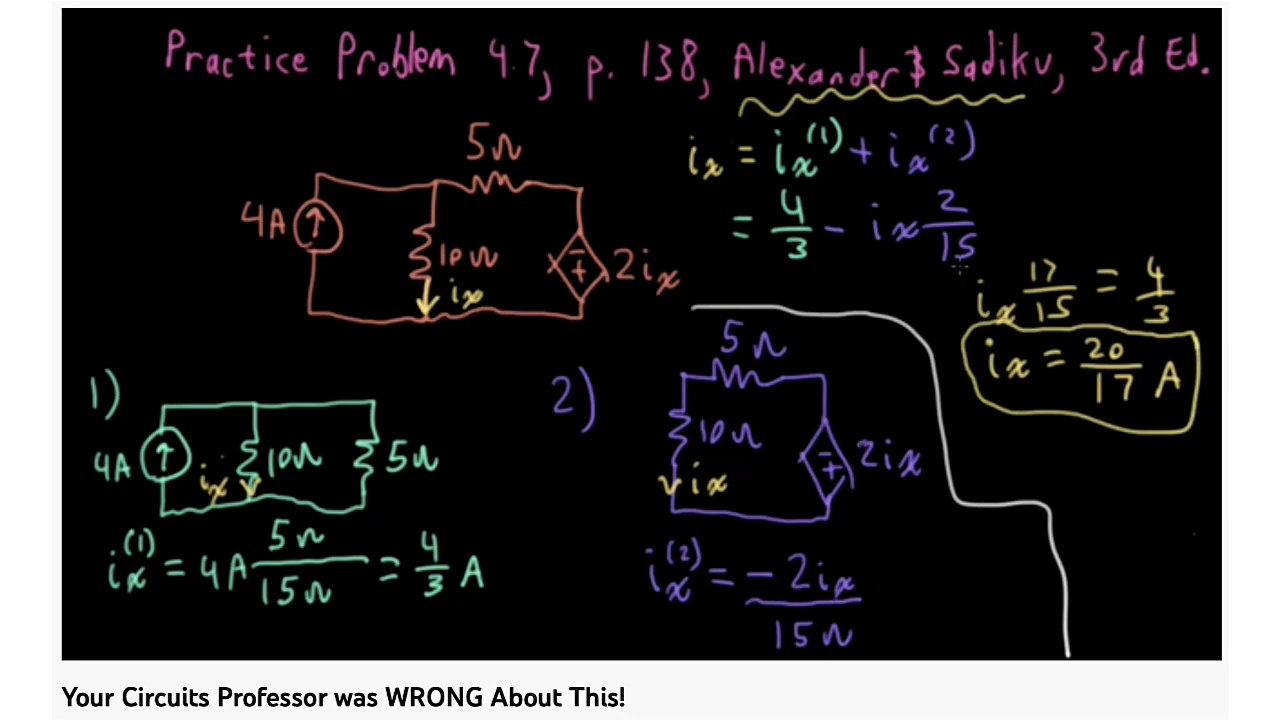 Practice Problem 4.7, p. 138, Alexander & Sadiku, 3rd Ed.
5Ω
4A
10Ω
ix
- +
2ix
ix = ix(1) + ix(2)
= 4/3 - ix 2/15
ix 17/15 = 4/3
ix = 20/17 A
1)
4A
ix
10Ω
5Ω
ix(1) = 4A 5Ω/15Ω = 4/3 A
2)
5Ω
10Ω
ix
- +
2ix
ix(2) = -2ix/15Ω
Your Circuits Professor was WRONG About This!